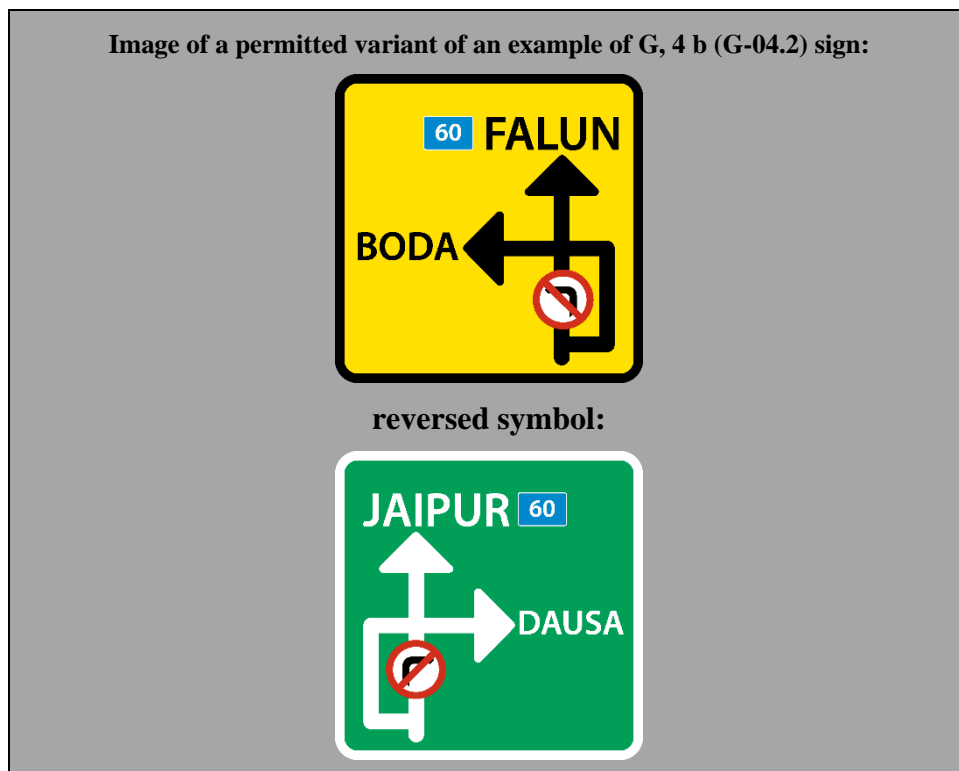 Image of a permitted variant of an example of G, 4 b (G-04.2) sign:
60 FALUN
BODA
reversed symbol:
JAIPUR 60
DAUSA